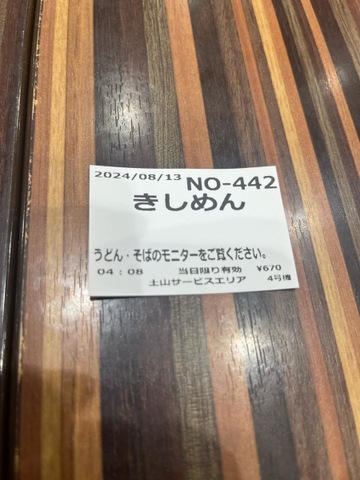 2024/08/13 NO-442
きしめん
うどん・そばのモニターをご覧ください。
04：08 当日限り有効 ¥670
土山サービスエリア 4号機